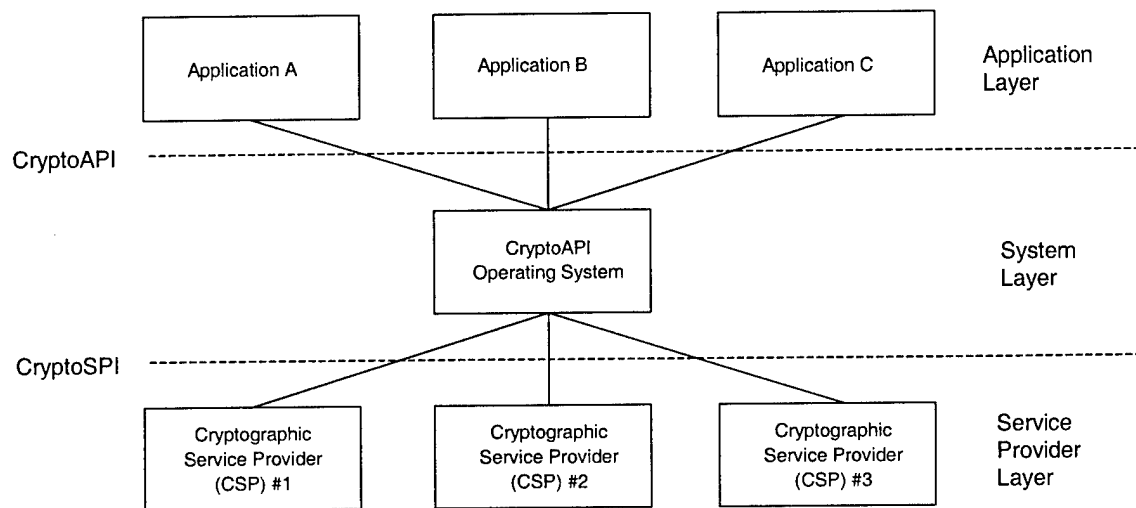 Application A
Application B
Application C
Application
Layer
CryptoAPI
CryptoAPI
Operating System
System
Layer
CryptoSPI
Cryptographic
Service Provider
(CSP) #1
Cryptographic
Service Provider
(CSP) #2
Cryptographic
Service Provider
(CSP) #3
Service
Provider
Layer